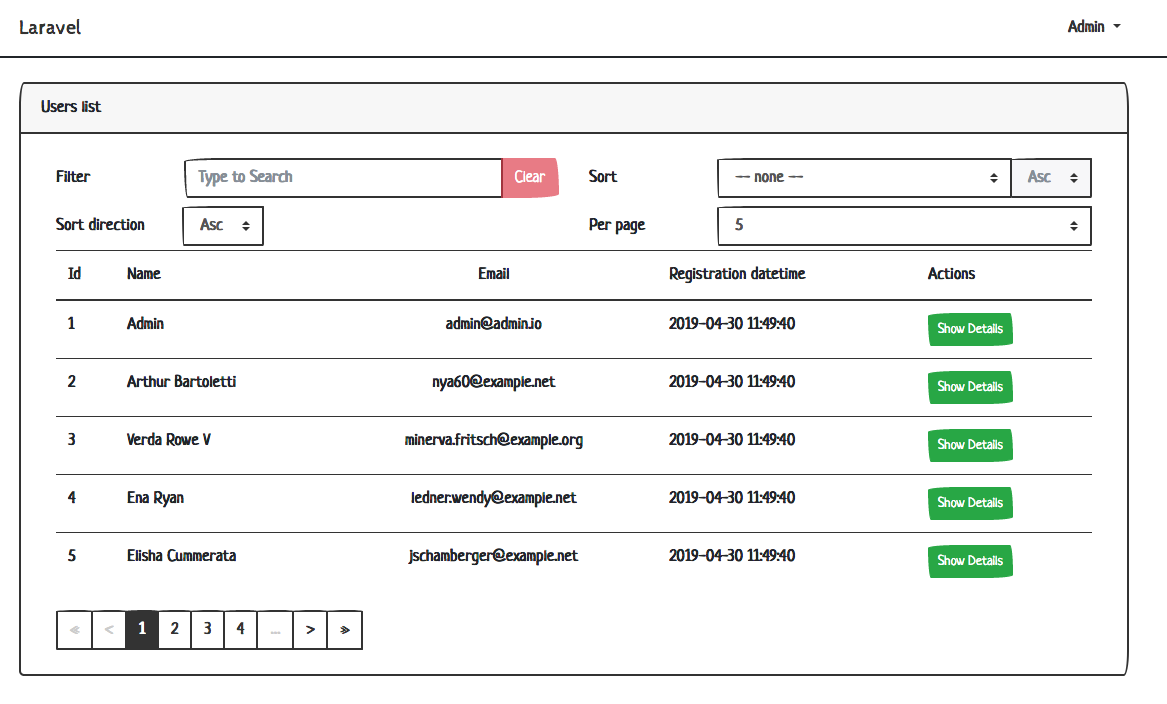 Laravel Admin
Users list
Filter Type to Search Clear Sort -- none -- Asc
Sort direction Asc Per page 5
Id Name Email Registration datetime Actions
1 Admin admin@admin.io 2019-04-30 11:49:40 Show Details
2 Arthur Bartoletti nya60@example.net 2019-04-30 11:49:40 Show Details
3 Verda Rowe V minerva.fritsch@example.org 2019-04-30 11:49:40 Show Details
4 Ena Ryan ledner.wendy@example.net 2019-04-30 11:49:40 Show Details
5 Elisha Cummerata jschamberger@example.net 2019-04-30 11:49:40 Show Details
« < 1 2 3 4 ... > »